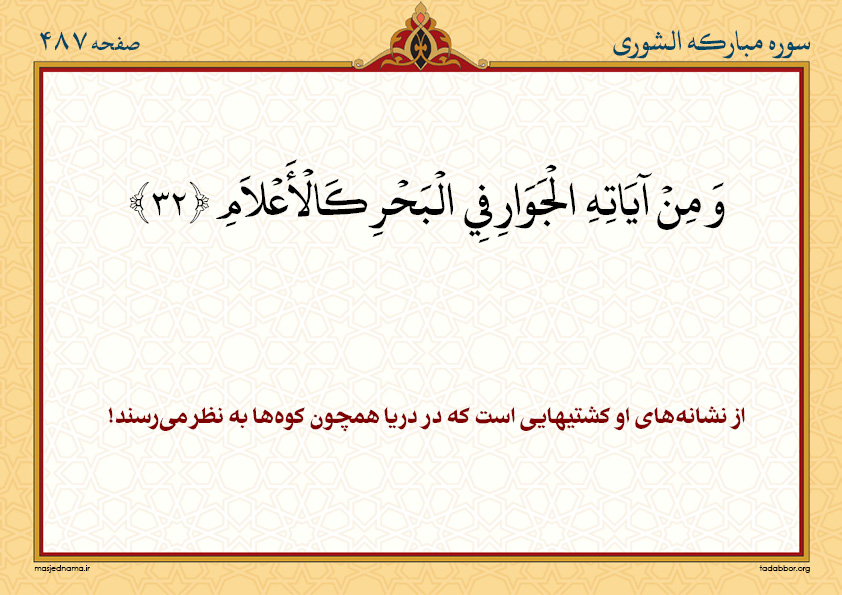 سوره مبارکه الشوری
صفحه ۴۸۷
وَ مِنْ آيَاتِهِ الْجَوَارِ فِي الْبَحْرِ كَالْأَعْلَامِ ﴿۳۲﴾
از نشانه‌های او کشتیهایی است که در دریا همچون کوه‌ها به نظر می‌رسند!
masjednama.ir
tadabbor.org